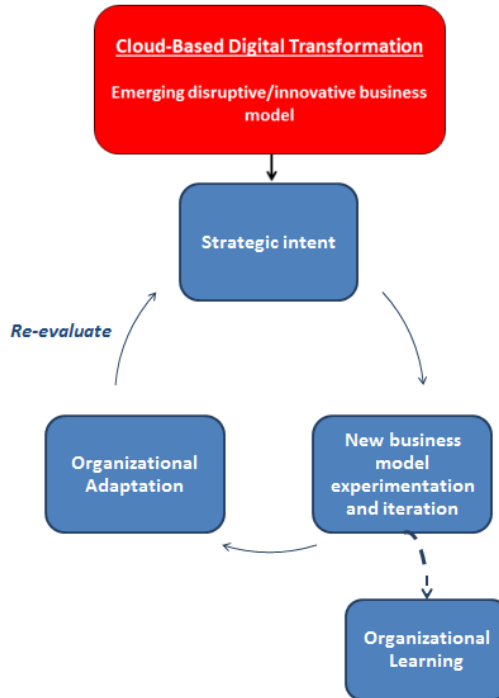 Cloud-Based Digital Transformation
Emerging disruptive/innovative business
model
Strategic intent
Re-evaluate
Organizational
Adaptation
New business
model
experimentation
and iteration
Organizational
Learning